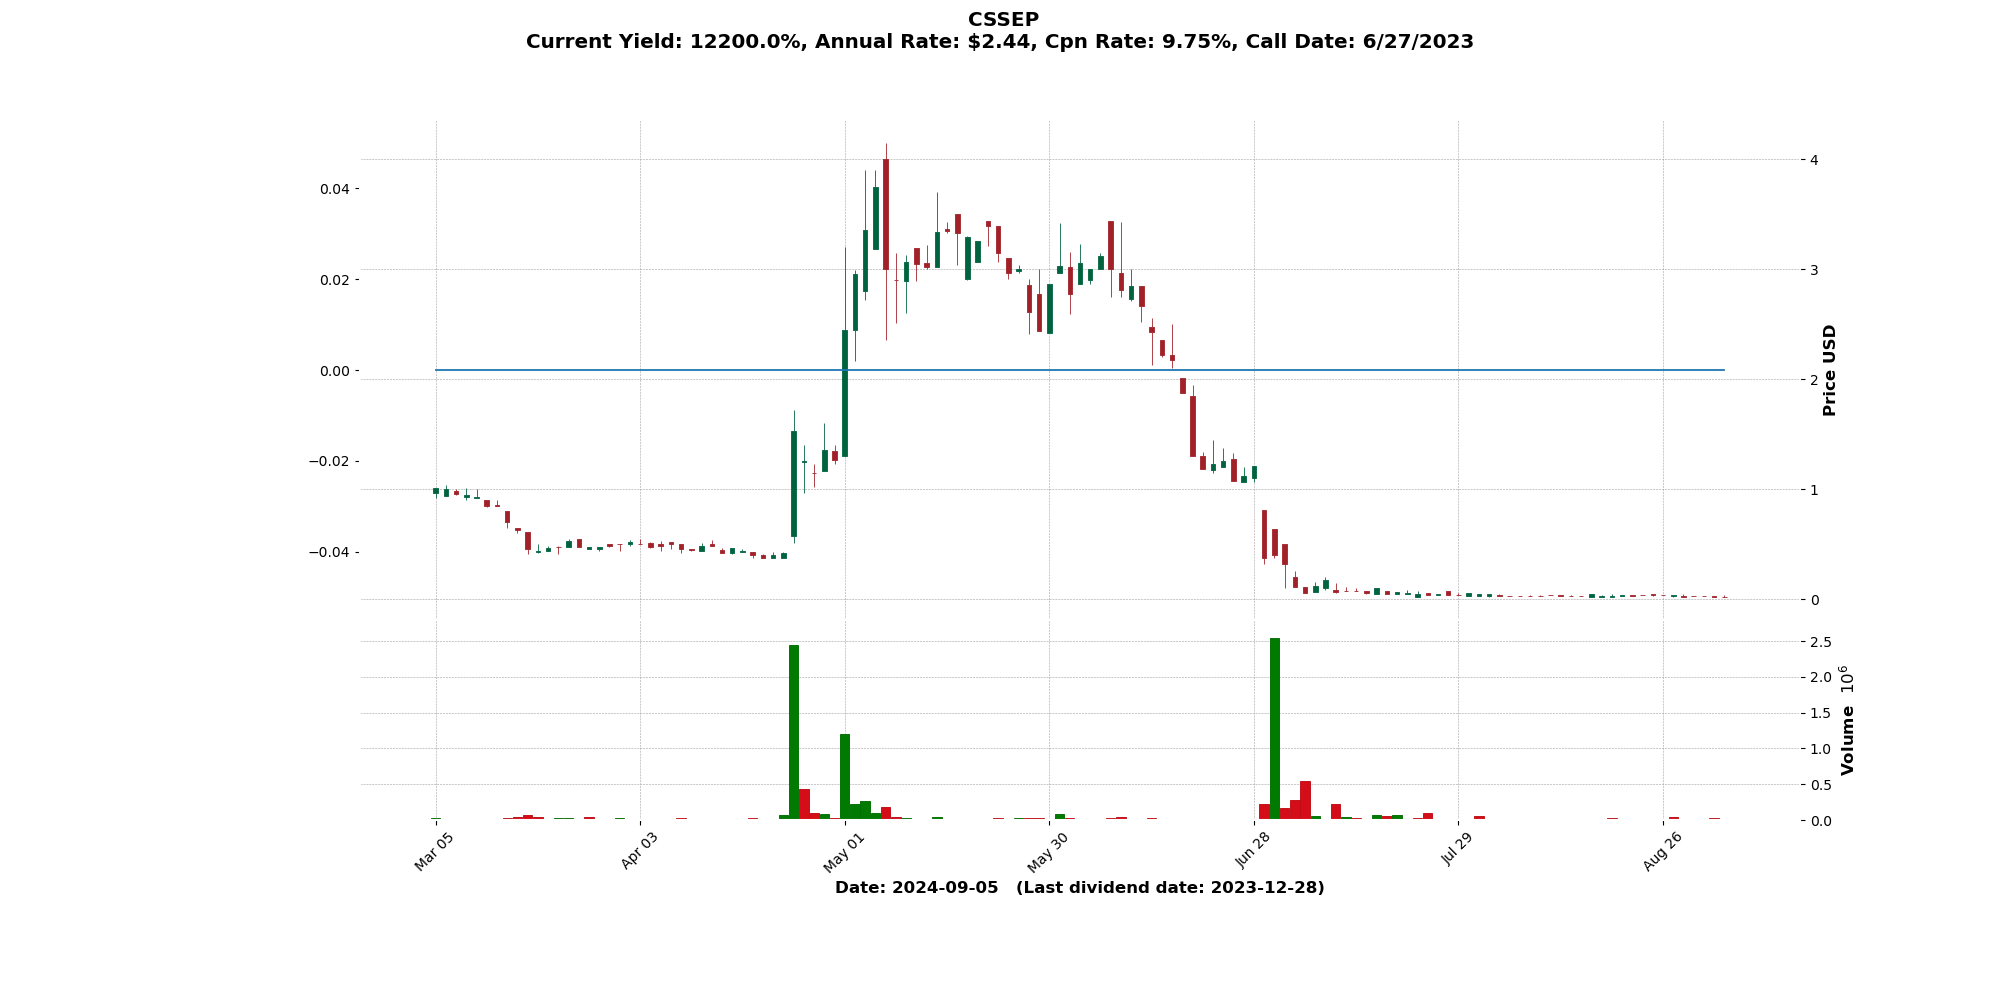 CSSEP
Current Yield: 12200.0%, Annual Rate: $2.44, Cpn Rate: 9.75%, Call Date: 6/27/2023
0.04
0.02
0.00
−0.02
−0.04
4
3
2
1
0
Price USD
2.5
2.0
1.5
1.0
0.5
0.0
Volume 10^6
Mar 05
Apr 03
May 01
May 30
Jun 28
Jul 29
Aug 26
Date: 2024-09-05 (Last dividend date: 2023-12-28)